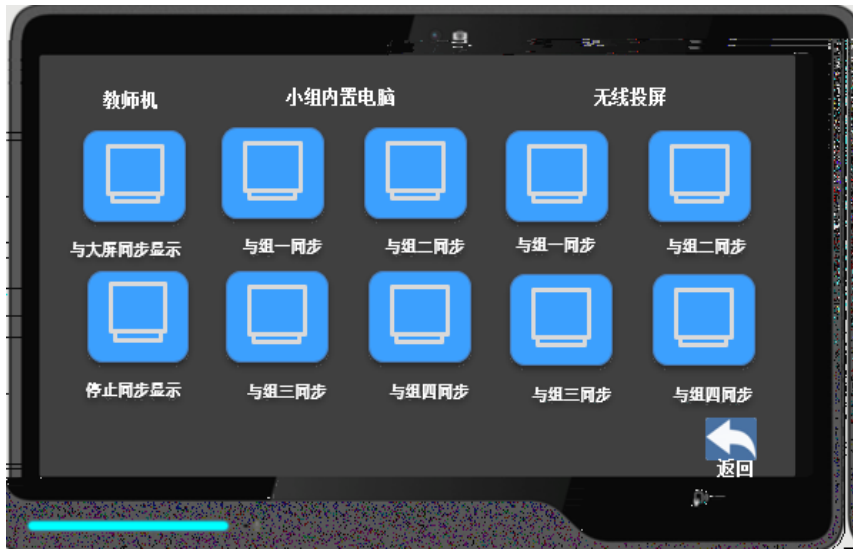 教师机 小组内置电脑 无线投屏
与大屏同步显示 与组一同步 与组二同步 与组一同步 与组二同步
停止同步显示 与组三同步 与组四同步 与组三同步 与组四同步
返回